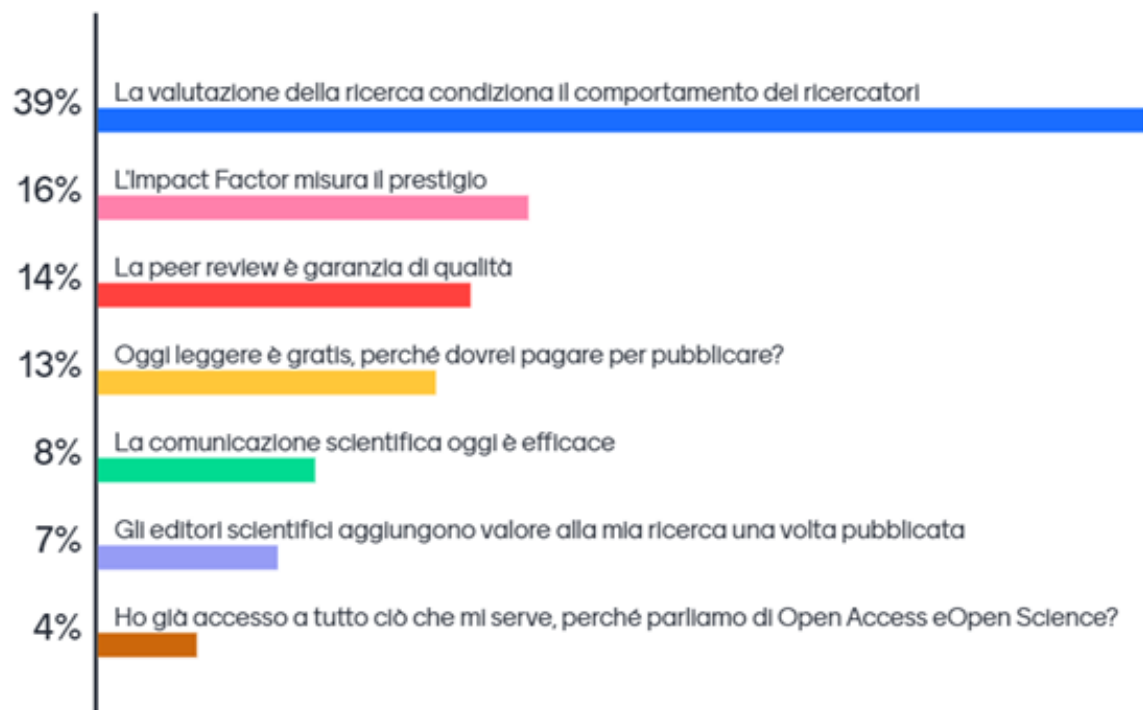 39% La valutazione della ricerca condiziona il comportamento dei ricercatori
16% L'Impact Factor misura il prestigio
14% La peer review è garanzia di qualità
13% Oggi leggere è gratis, perché dovrei pagare per pubblicare?
8% La comunicazione scientifica oggi è efficace
7% Gli editori scientifici aggiungono valore alla mia ricerca una volta pubblicata
4% Ho già accesso a tutto ciò che mi serve, perché parliamo di Open Access eOpen Science?